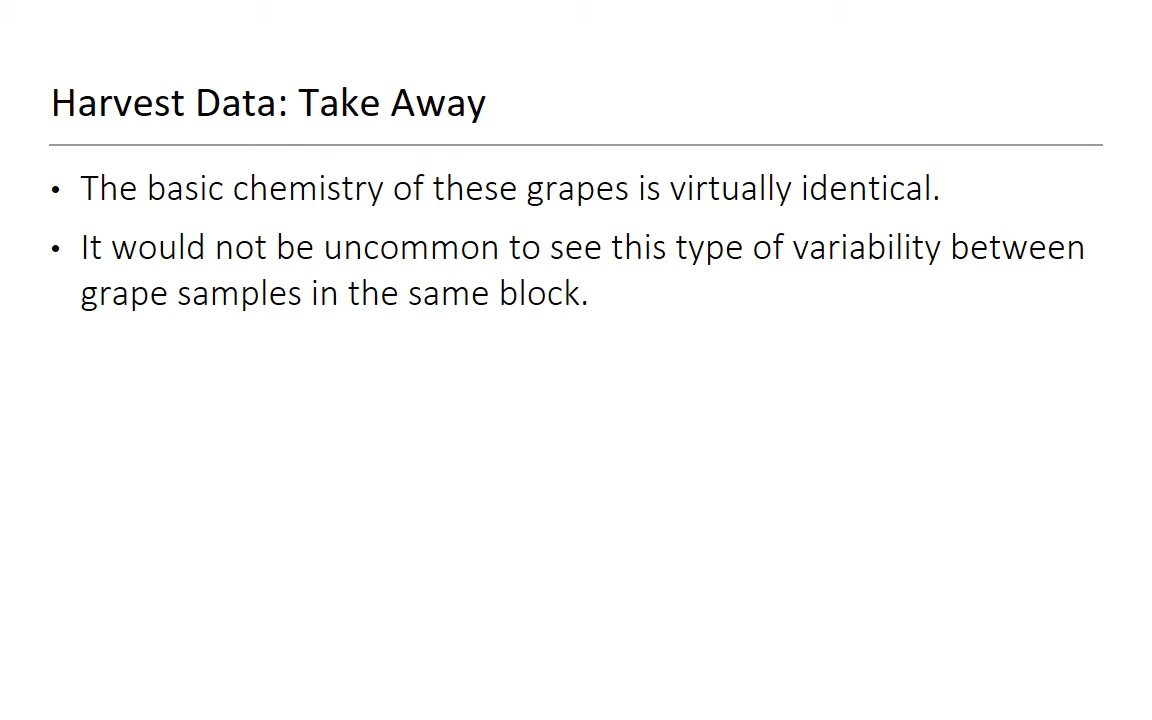 Harvest Data: Take Away
• The basic chemistry of these grapes is virtually identical.
• It would not be uncommon to see this type of variability between
grape samples in the same block.